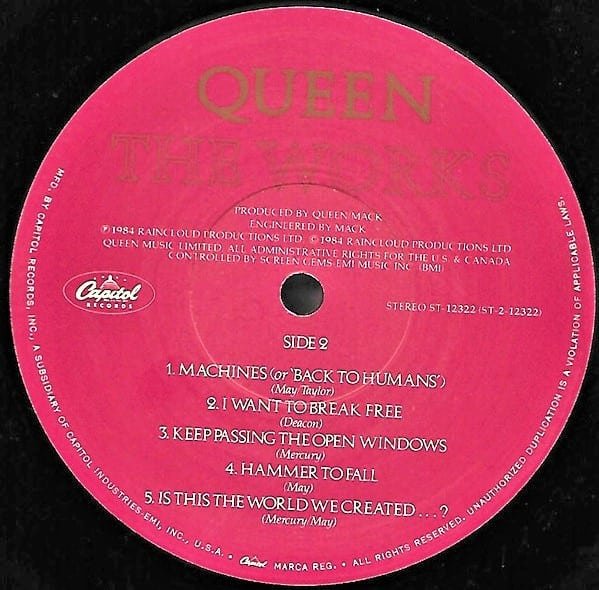 QUEEN
THE WORKS
PRODUCED BY QUEEN MACK
ENGINEERED BY MACK
℗1984 RAINCLOUD PRODUCTIONS LTD. ©1984 RAINCLOUD PRODUCTIONS LTD
QUEEN MUSIC LIMITED. ALL ADMINISTRATIVE RIGHTS FOR THE U.S. & CANADA
CONTROLLED BY SCREEN GEMS-EMI MUSIC INC. (BMI)
Capitol
RECORDS
STEREO ST-12322 (ST-2-12322)
SIDE 2
1. MACHINES (or 'BACK TO HUMANS')
(May/Taylor)
2. I WANT TO BREAK FREE
(Deacon)
3. KEEP PASSING THE OPEN WINDOWS
(Mercury)
4. HAMMER TO FALL
(May)
5. IS THIS THE WORLD WE CREATED...?
(Mercury/May)
MFD. BY CAPITOL RECORDS, INC., A SUBSIDIARY OF CAPITOL INDUSTRIES-EMI, INC., U.S.A. • Capitol MARCA REG. • ALL RIGHTS RESERVED. UNAUTHORIZED DUPLICATION IS A VIOLATION OF APPLICABLE LAWS.